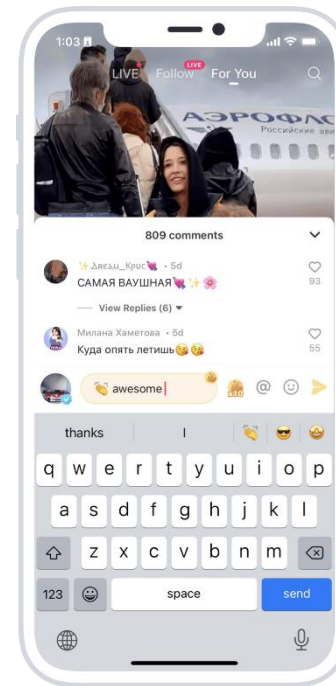 1:03
LIVE Follow LIVE For You
АЭРОФЛО
Российские ави
809 comments
5d
САМАЯ ВАУШНАЯ
93
View Replies (6)
Милана Хаметова • 5d
Куда опять летишь
55
awesome
x10
@
thanks I
q w e r t y u i o p
a s d f g h j k l
z x c v b n m
123 space send